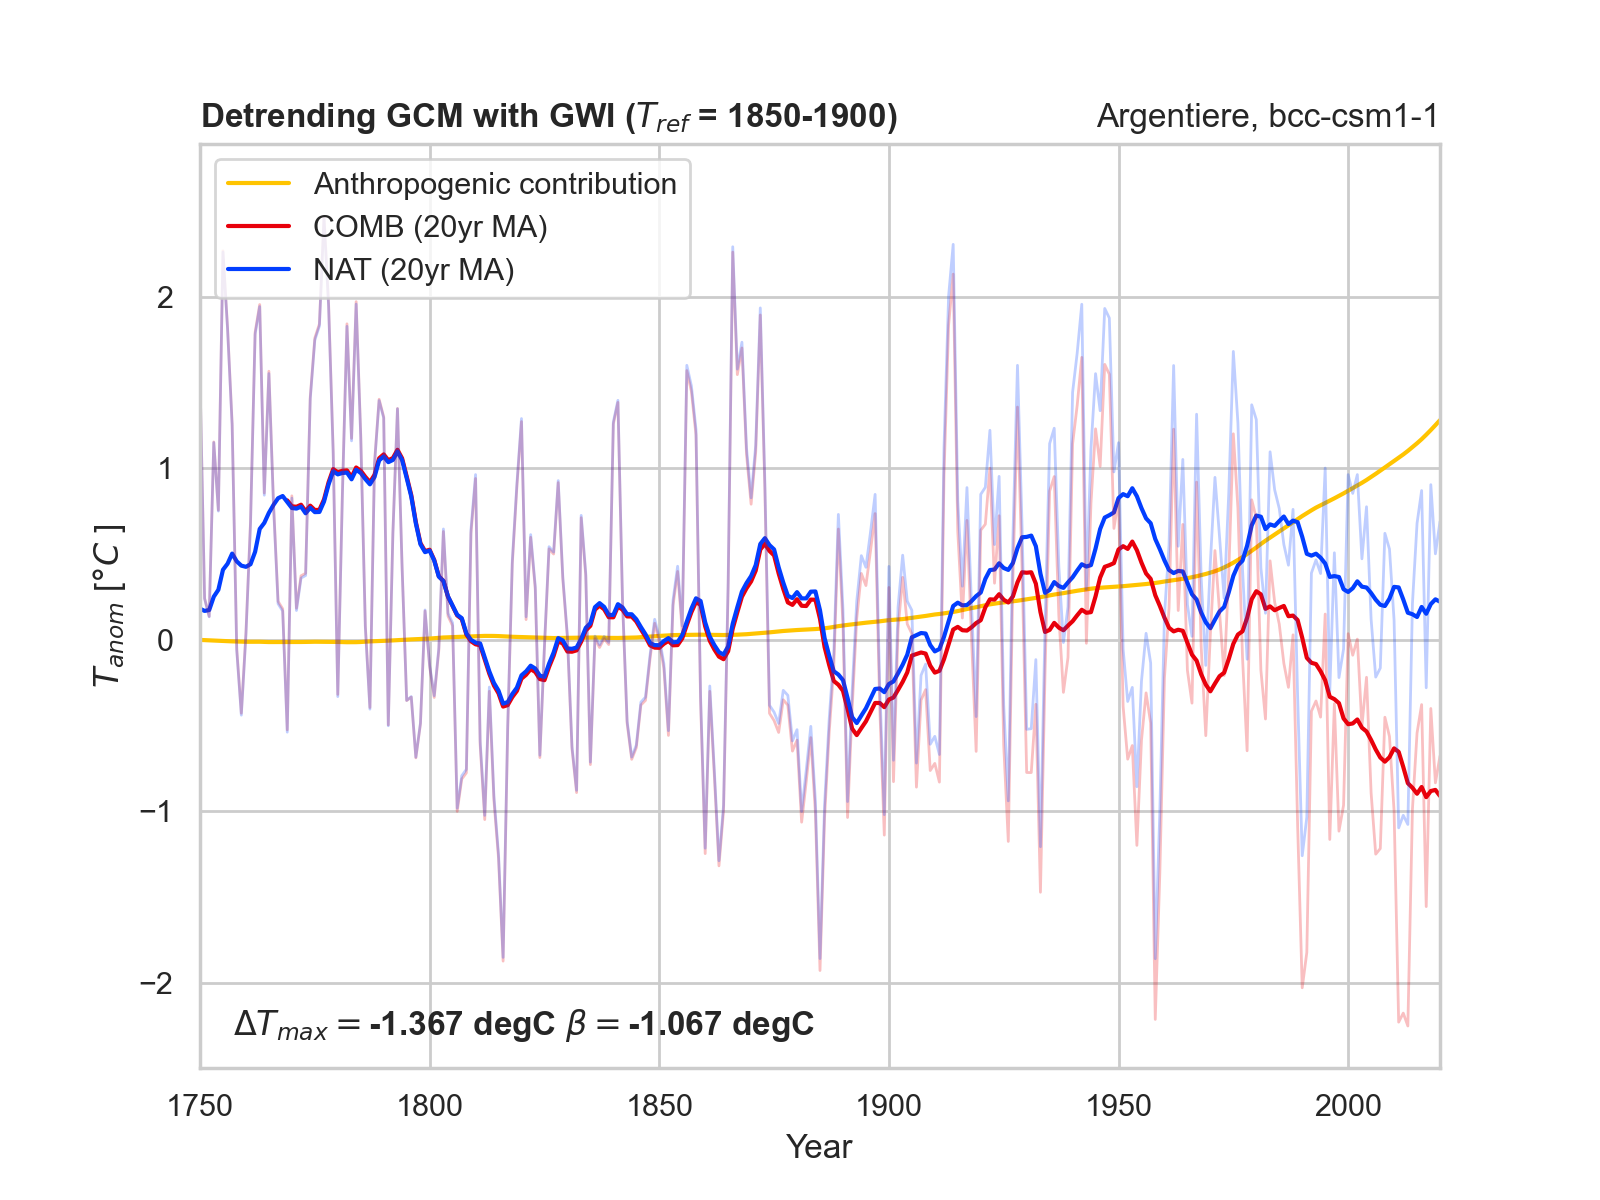 Detrending GCM with GWI (T_ref = 1850-1900)
Argentiere, bcc-csm1-1
Anthropogenic contribution
COMB (20yr MA)
NAT (20yr MA)
T_anom [°C]
2
1
0
−1
−2
ΔT_max = -1.367 degC β = -1.067 degC
1750 1800 1850 1900 1950 2000
Year